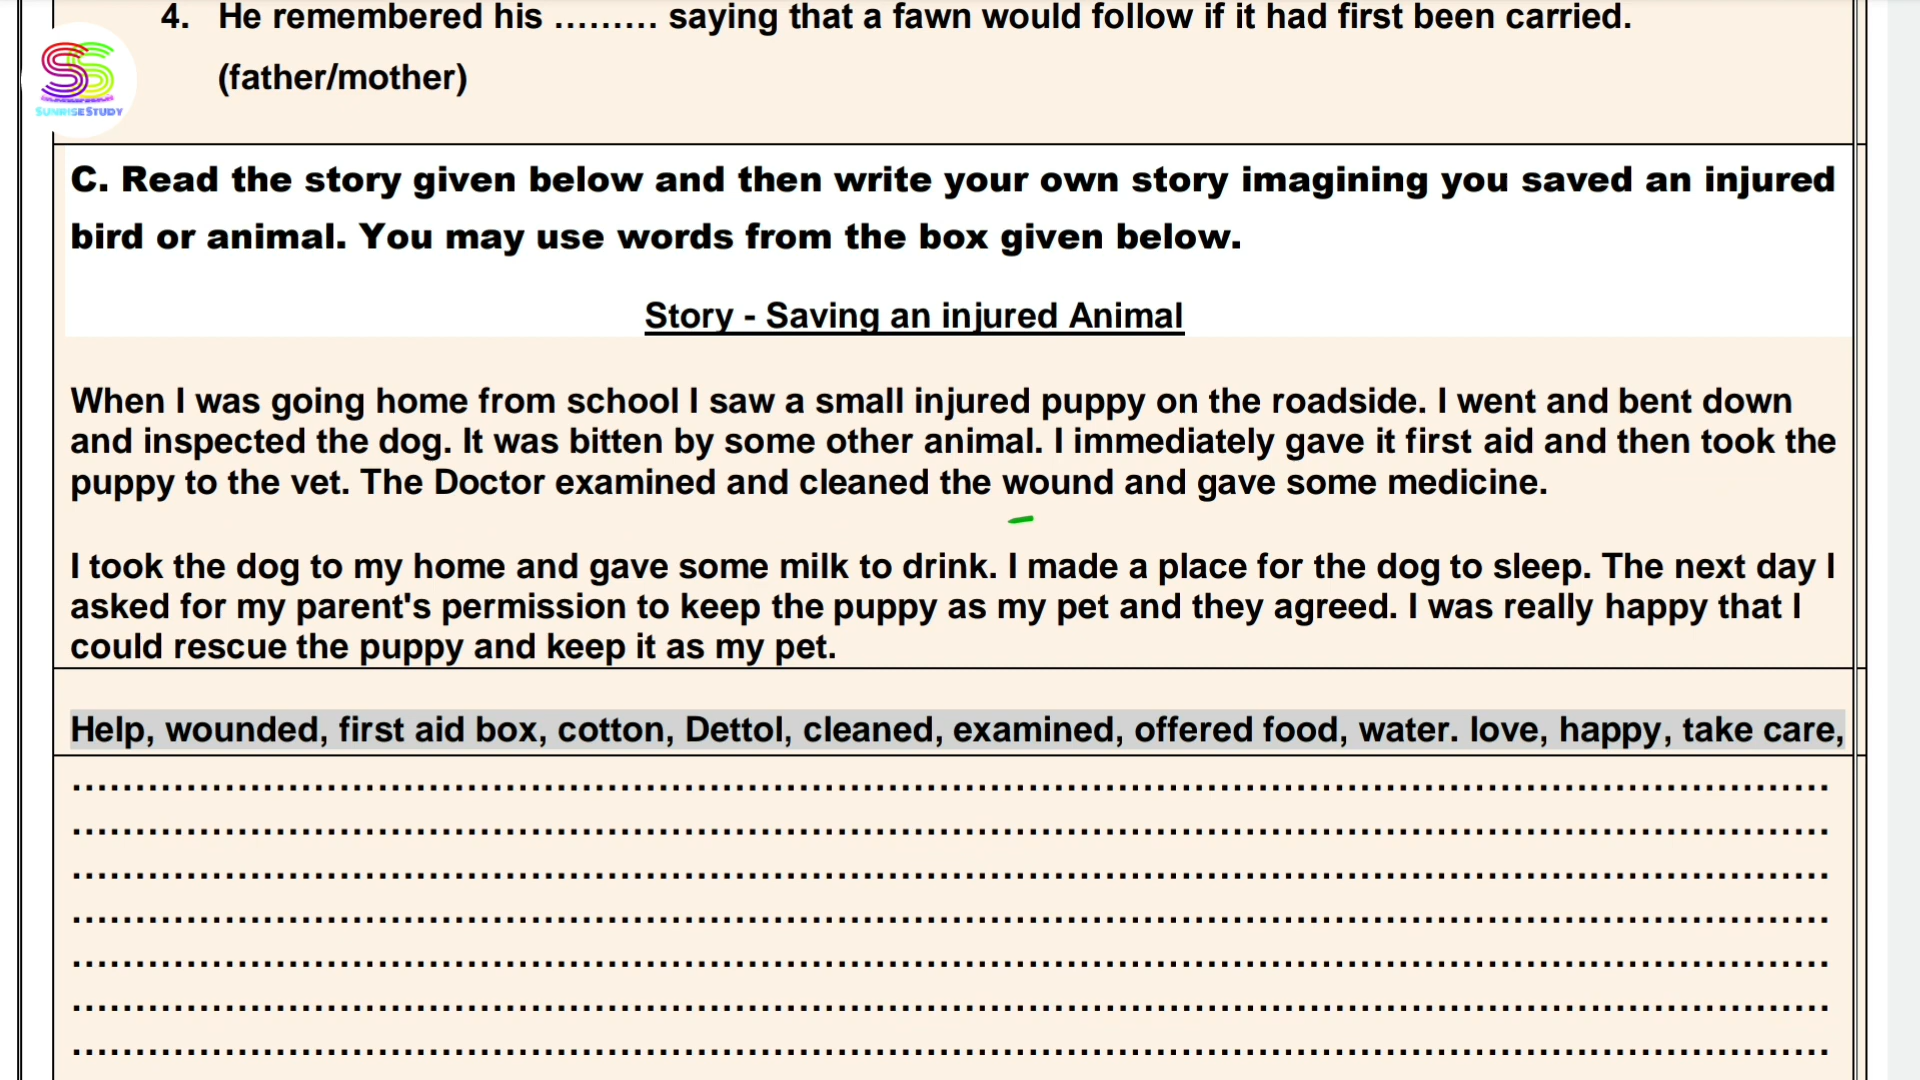 4. He remembered his ……… saying that a fawn would follow if it had first been carried.
(father/mother)
SS
SUNRISE STUDY
C. Read the story given below and then write your own story imagining you saved an injured
bird or animal. You may use words from the box given below.
Story - Saving an injured Animal
When I was going home from school I saw a small injured puppy on the roadside. I went and bent down
and inspected the dog. It was bitten by some other animal. I immediately gave it first aid and then took the
puppy to the vet. The Doctor examined and cleaned the wound and gave some medicine.
I took the dog to my home and gave some milk to drink. I made a place for the dog to sleep. The next day I
asked for my parent's permission to keep the puppy as my pet and they agreed. I was really happy that I
could rescue the puppy and keep it as my pet.
Help, wounded, first aid box, cotton, Dettol, cleaned, examined, offered food, water. love, happy, take care,